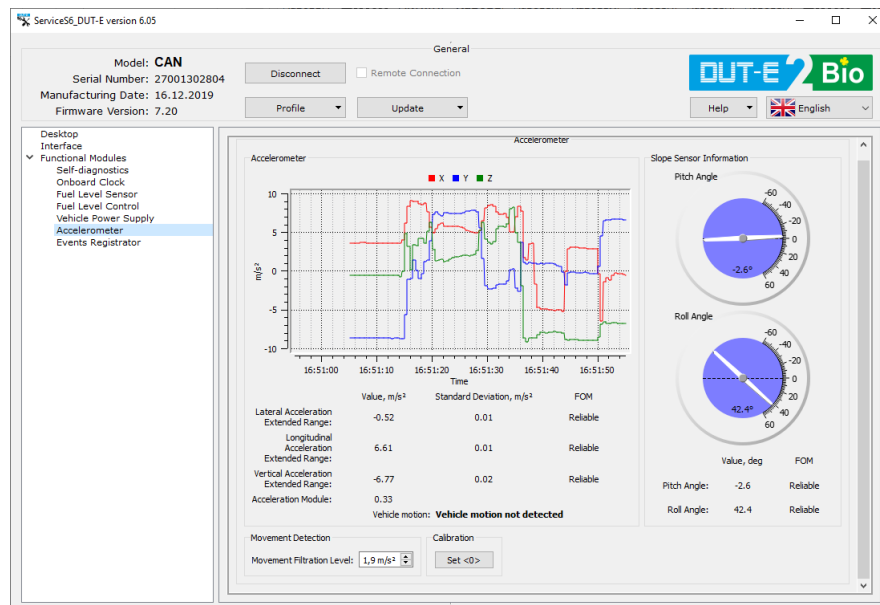 ServiceS6_DUT-E version 6.05
General
Model: CAN
Serial Number: 27001302804
Manufacturing Date: 16.12.2019
Firmware Version: 7.20
Disconnect
Remote Connection
Profile
Update
DUT-E 2 Bio
Help
English
Desktop
Interface
Functional Modules
Self-diagnostics
Onboard Clock
Fuel Level Sensor
Fuel Level Control
Vehicle Power Supply
Accelerometer
Events Registrator
Accelerometer
Accelerometer
X Y Z
10
5
0
-5
-10
m/s²
16:51:00 16:51:10 16:51:20 16:51:30 16:51:40 16:51:50
Time
Value, m/s² Standard Deviation, m/s² FOM
Lateral Acceleration
Extended Range: -0.52 0.01 Reliable
Longitudinal
Acceleration
Extended Range: 6.61 0.01 Reliable
Vertical Acceleration
Extended Range: -6.77 0.02 Reliable
Acceleration Module: 0.33
Vehicle motion: Vehicle motion not detected
Slope Sensor Information
Pitch Angle
-60
-40
-20
0
20
40
60
-2.6°
Roll Angle
-60
-40
-20
0
20
40
60
42.4°
Value, deg FOM
Pitch Angle: -2.6 Reliable
Roll Angle: 42.4 Reliable
Movement Detection
Movement Filtration Level: 1,9 m/s²
Calibration
Set <0>